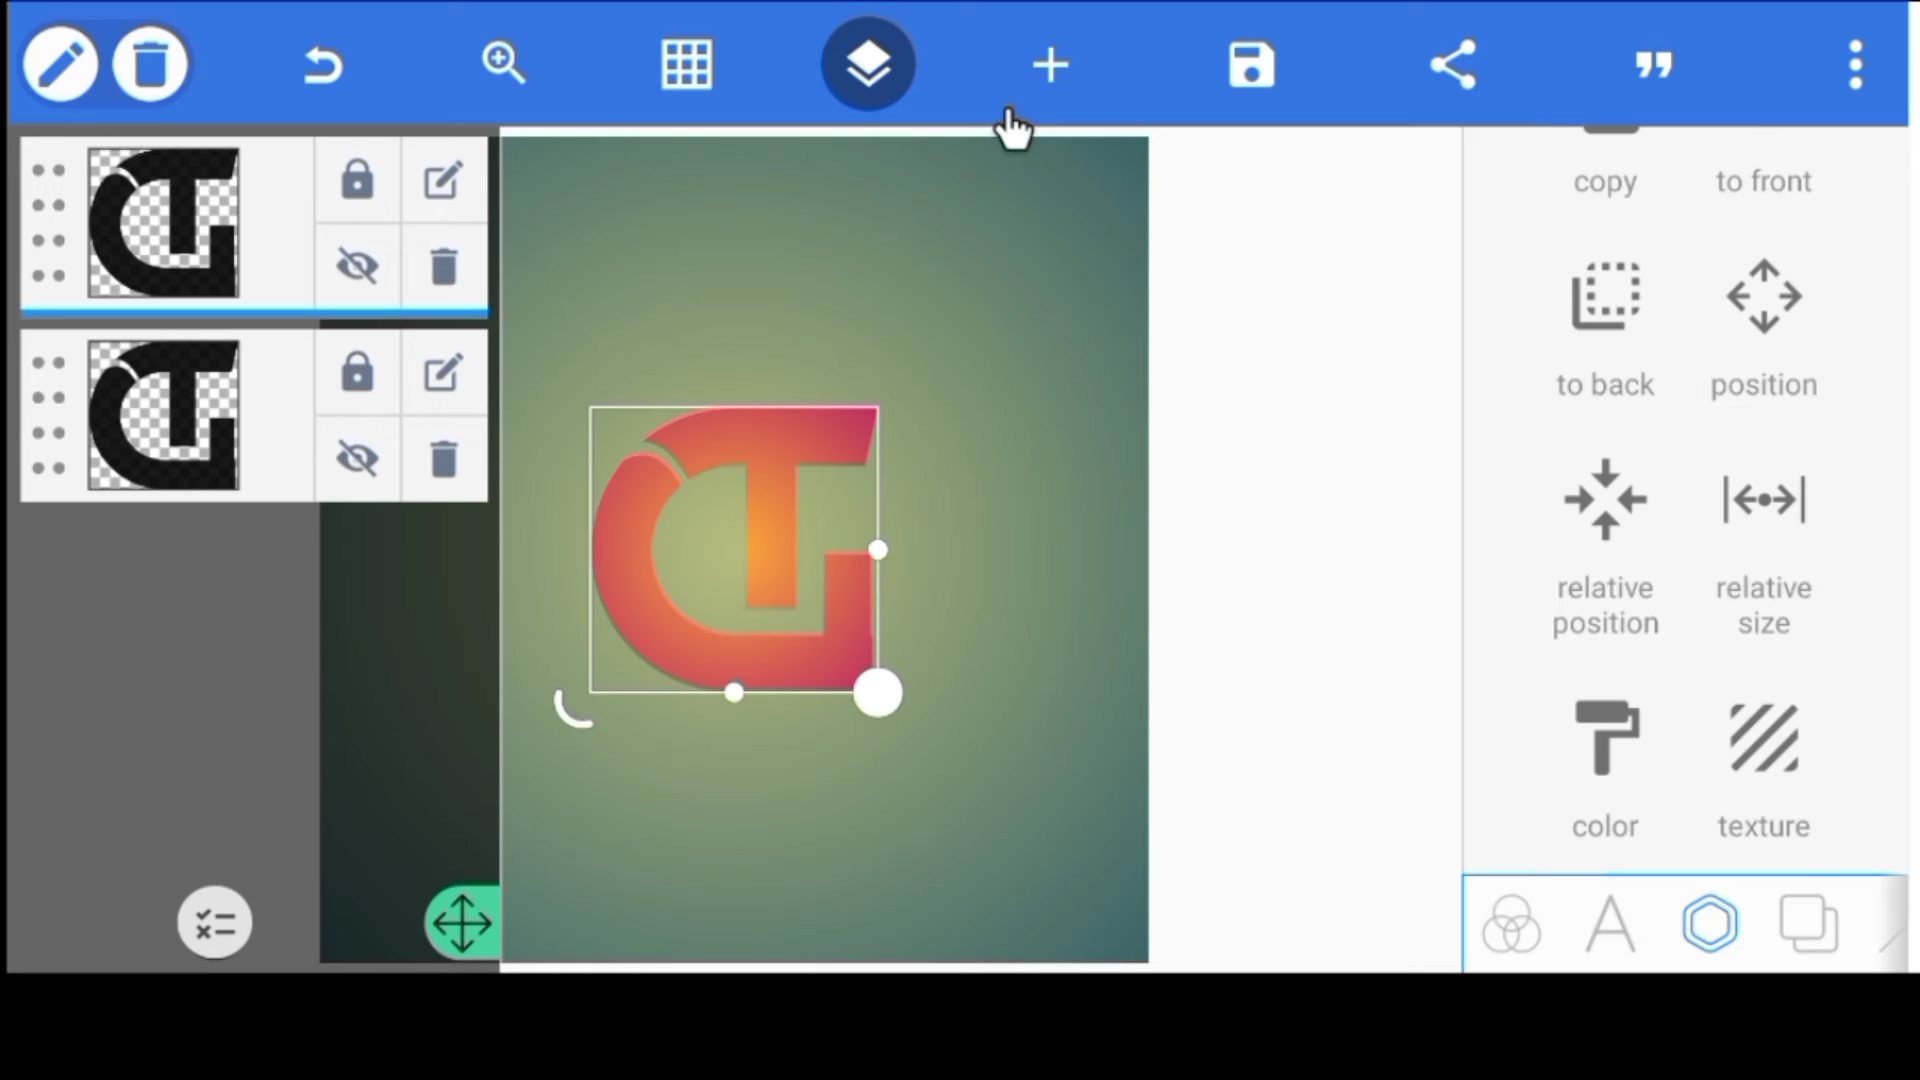 copy
to front
to back
position
relative
position
relative
size
color
texture